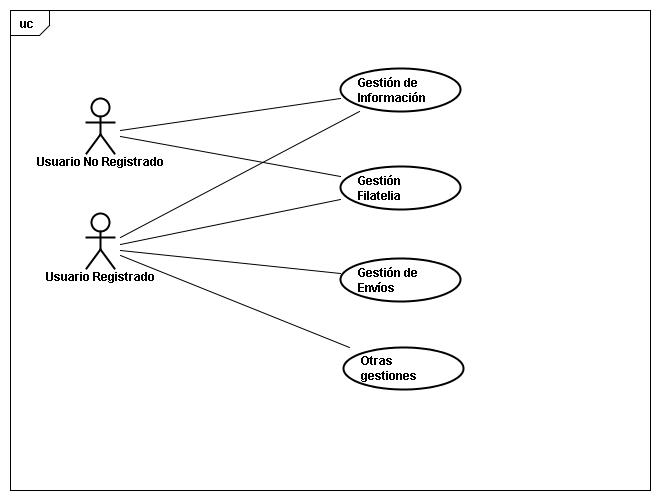 uc
Gestión de
Información
Usuario No Registrado
Gestión
Filatelia
Usuario Registrado
Gestión de
Envíos
Otras
gestiones